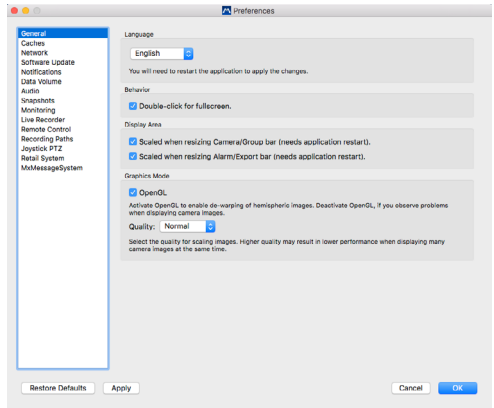 Preferences
General
Caches
Network
Software Update
Notifications
Data Volume
Audio
Snapshots
Monitoring
Live Recorder
Remote Control
Recording Paths
Joystick PTZ
Retail System
MxMessageSystem
Language
English
You will need to restart the application to apply the changes.
Behavior
Double-click for fullscreen.
Display Area
Scaled when resizing Camera/Group bar (needs application restart).
Scaled when resizing Alarm/Export bar (needs application restart).
Graphics Mode
OpenGL
Activate OpenGL to enable de-warping of hemispheric images. Deactivate OpenGL, if you observe problems
when displaying camera images.
Quality: Normal
Select the quality for scaling images. Higher quality may result in lower performance when displaying many
camera images at the same time.
Restore Defaults Apply Cancel OK